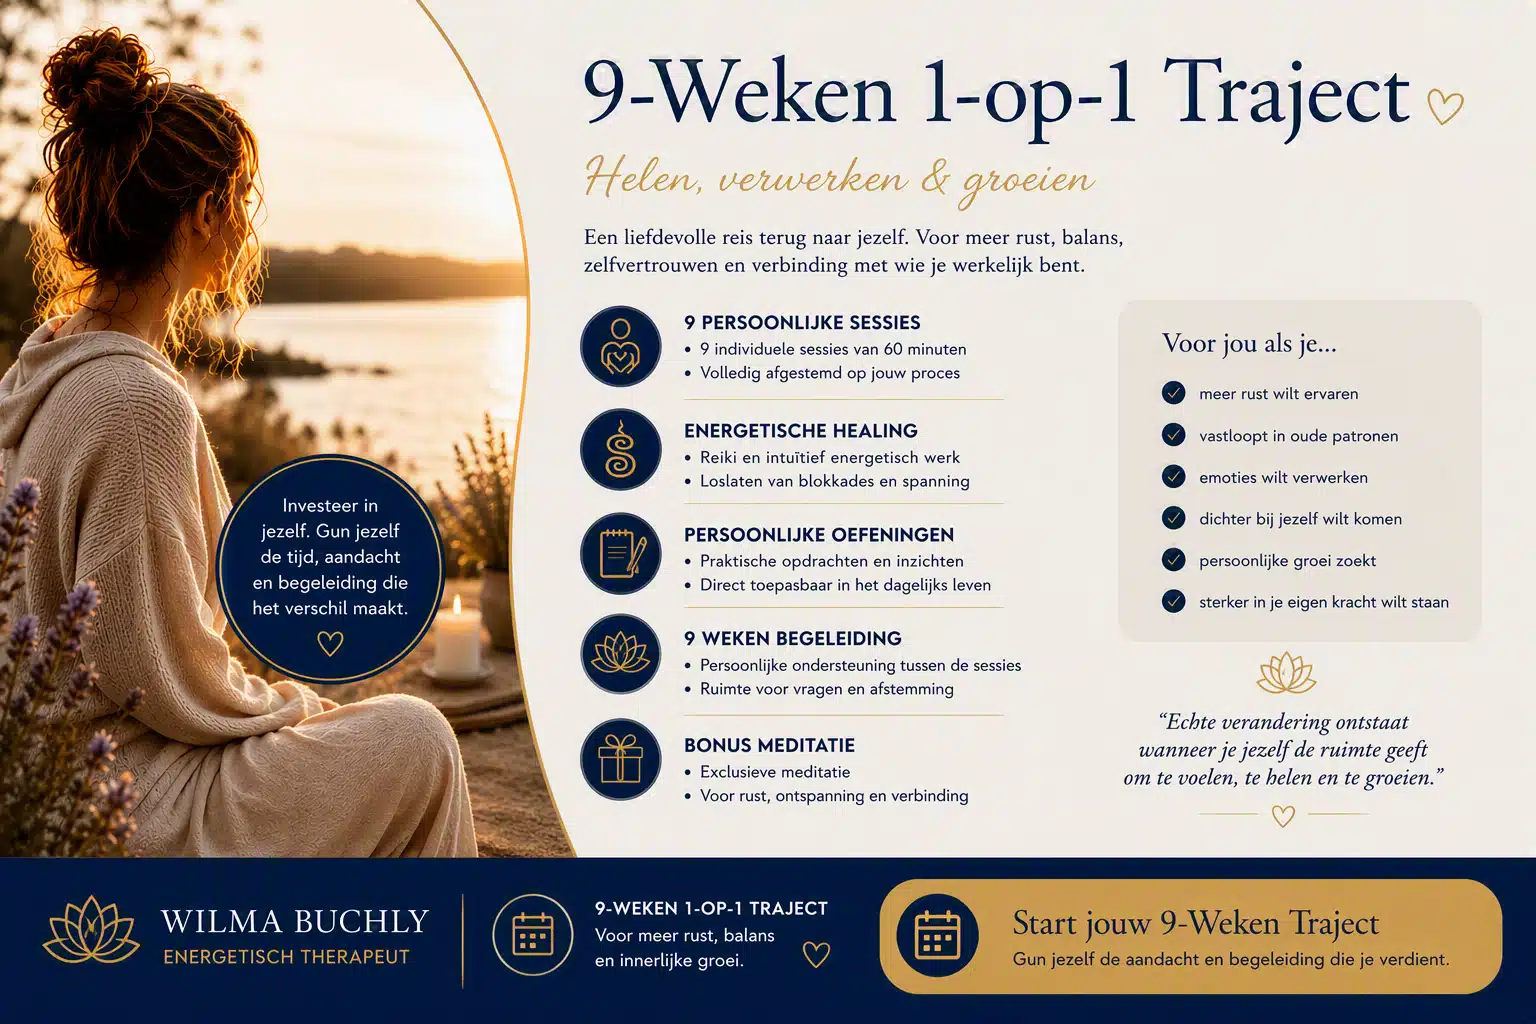 9-Weken 1-op-1 Traject
Helen, verwerken & groeien
Een liefdevolle reis terug naar jezelf. Voor meer rust, balans,
zelfvertrouwen en verbinding met wie je werkelijk bent.
9 PERSOONLIJKE SESSIES
• 9 individuele sessies van 60 minuten
• Volledig afgestemd op jouw proces
ENERGETISCHE HEALING
• Reiki en intuïtief energetisch werk
• Loslaten van blokkades en spanning
PERSOONLIJKE OEFENINGEN
• Praktische opdrachten en inzichten
• Direct toepasbaar in het dagelijks leven
9 WEKEN BEGELEIDING
• Persoonlijke ondersteuning tussen de sessies
• Ruimte voor vragen en afstemming
BONUS MEDITATIE
• Exclusieve meditatie
• Voor rust, ontspanning en verbinding
Voor jou als je...
meer rust wilt ervaren
vastloopt in oude patronen
emoties wilt verwerken
dichter bij jezelf wilt komen
persoonlijke groei zoekt
sterker in je eigen kracht wilt staan
“Echte verandering ontstaat
wanneer je jezelf de ruimte geeft
om te voelen, te helen en te groeien.”
Investeer in
jezelf. Gun jezelf
de tijd, aandacht
en begeleiding die
het verschil maakt.
WILMA BUCHLY
ENERGETISCH THERAPEUT
9-WEKEN 1-OP-1 TRAJECT
Voor meer rust, balans
en innerlijke groei.
Start jouw 9-Weken Traject
Gun jezelf de aandacht en begeleiding die je verdient.